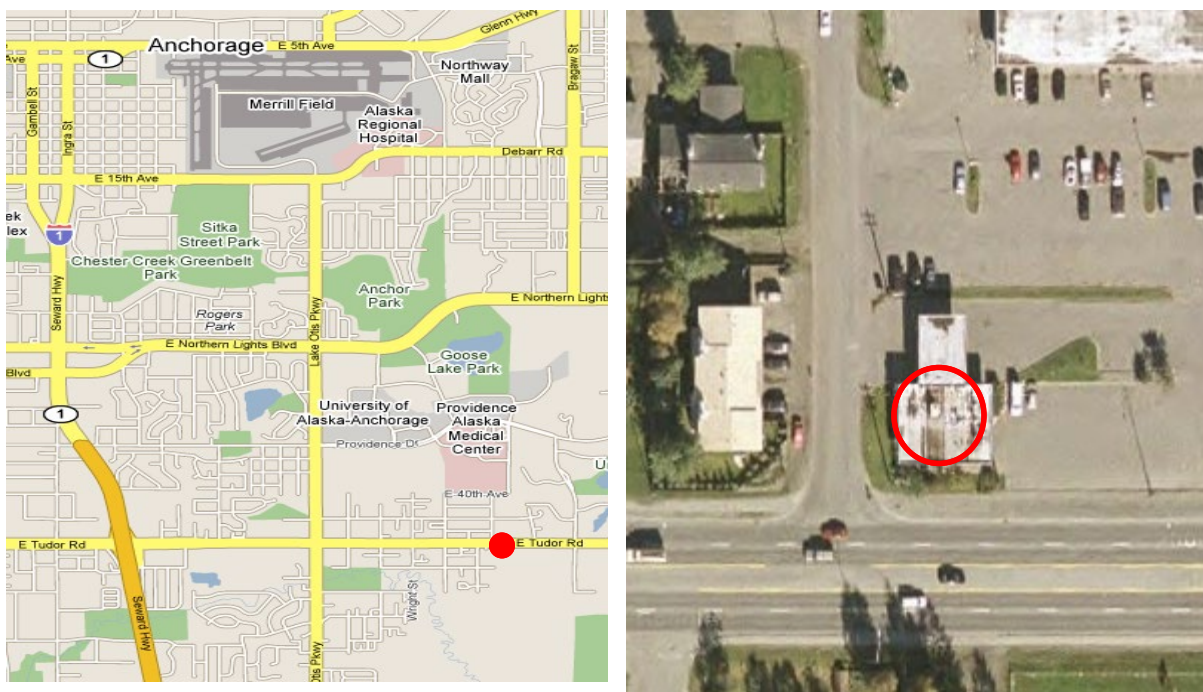 Anchorage
E 5th Ave
Glenn Hwy
1
Ave
Northway
Mall
Bragaw St
Gambell St
Ingra St
Merrill Field
Alaska
Regional
Hospital
Debarr Rd
E 15th Ave
ek
lex
1
Sitka
Street Park
Chester Creek Greenbelt
Park
Seward Hwy
Anchor
Park
E Northern Lights
Rogers
Park
Lake Otis Pkwy
E Northern Lights Blvd
Blvd
Goose
Lake Park
1
University of
Alaska-Anchorage
Providence
Alaska
Medical
Center
Providence Dr
U
E 40th Ave
E Tudor Rd
E Tudor Rd
Seward Hwy
Wright St
Otis Pkwy